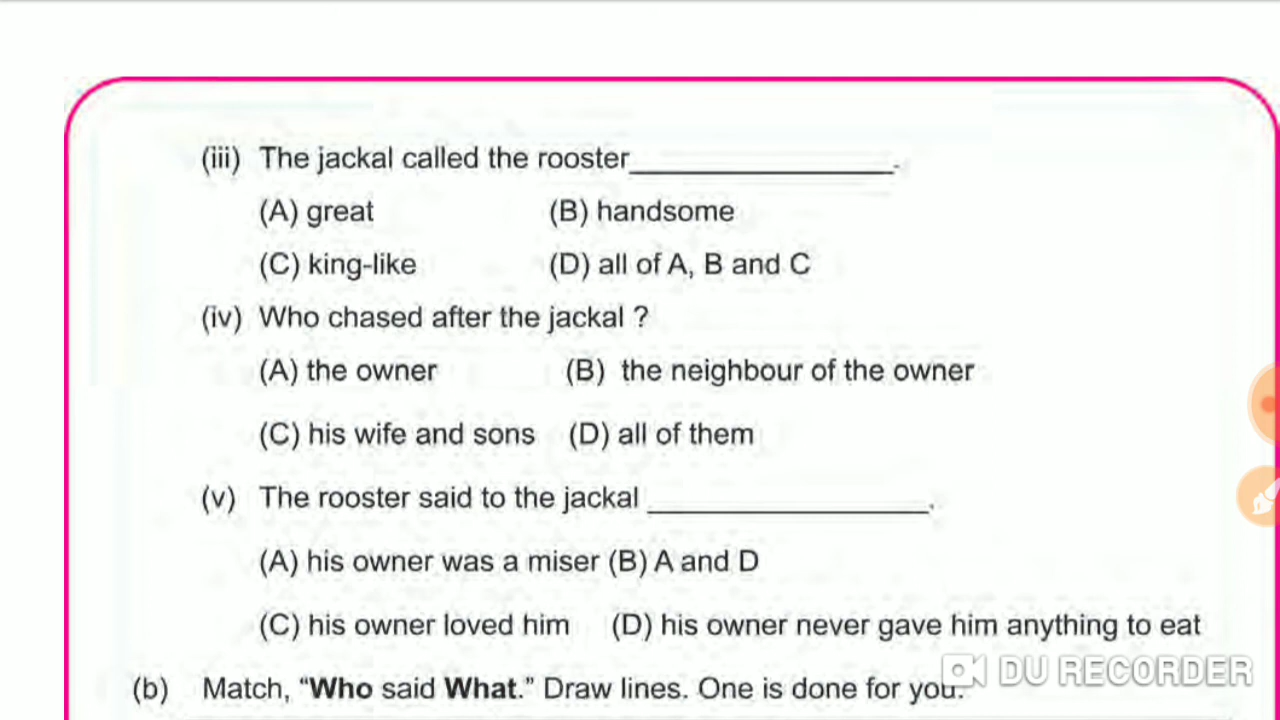 (iii) The jackal called the rooster_______________.
(A) great (B) handsome
(C) king-like (D) all of A, B and C
(iv) Who chased after the jackal ?
(A) the owner (B) the neighbour of the owner
(C) his wife and sons (D) all of them
(v) The rooster said to the jackal ________________.
(A) his owner was a miser (B) A and D
(C) his owner loved him (D) his owner never gave him anything to eat
DU RECORDER
(b) Match, “Who said What.” Draw lines. One is done for you.